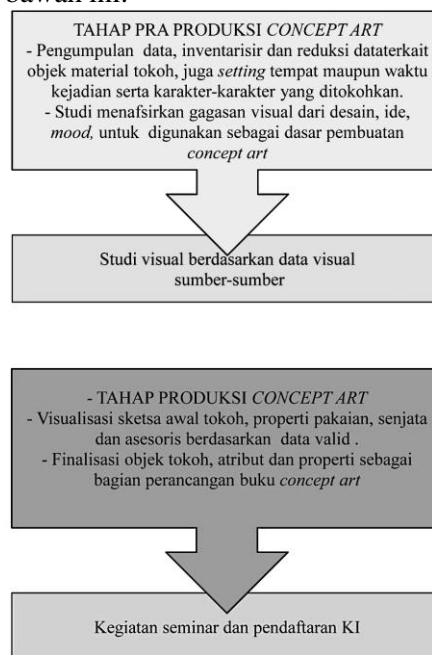 bawah ini.
TAHAP PRA PRODUKSI CONCEPT ART
- Pengumpulan data, inventarisir dan reduksi dataterkait
objek material tokoh, juga setting tempat maupun waktu
kejadian serta karakter-karakter yang ditokohkan.
- Studi menafsirkan gagasan visual dari desain, ide,
mood, untuk digunakan sebagai dasar pembuatan
concept art
Studi visual berdasarkan data visual
sumber-sumber
- TAHAP PRODUKSI CONCEPT ART
- Visualisasi sketsa awal tokoh, properti pakaian, senjata
dan asesoris berdasarkan data valid .
- Finalisasi objek tokoh, atribut dan properti sebagai
bagian perancangan buku concept art
Kegiatan seminar dan pendaftaran KI